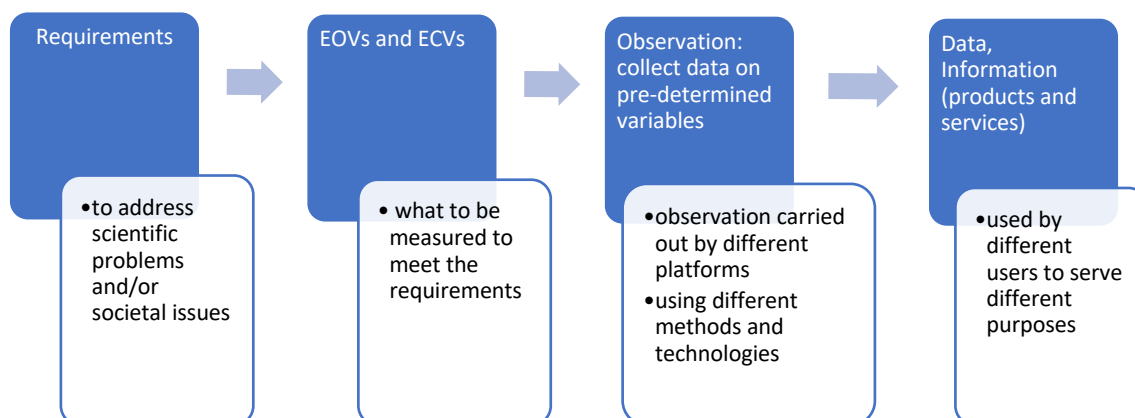 Requirements
•to address
scientific
problems
and/or
societal issues
EOVs and ECVs
• what to be
measured to
meet the
requirements
Observation:
collect data on
pre-determined
variables
•observation carried
out by different
platforms
•using different
methods and
technologies
Data,
Information
(products and
services)
•used by
different
users to serve
different
purposes